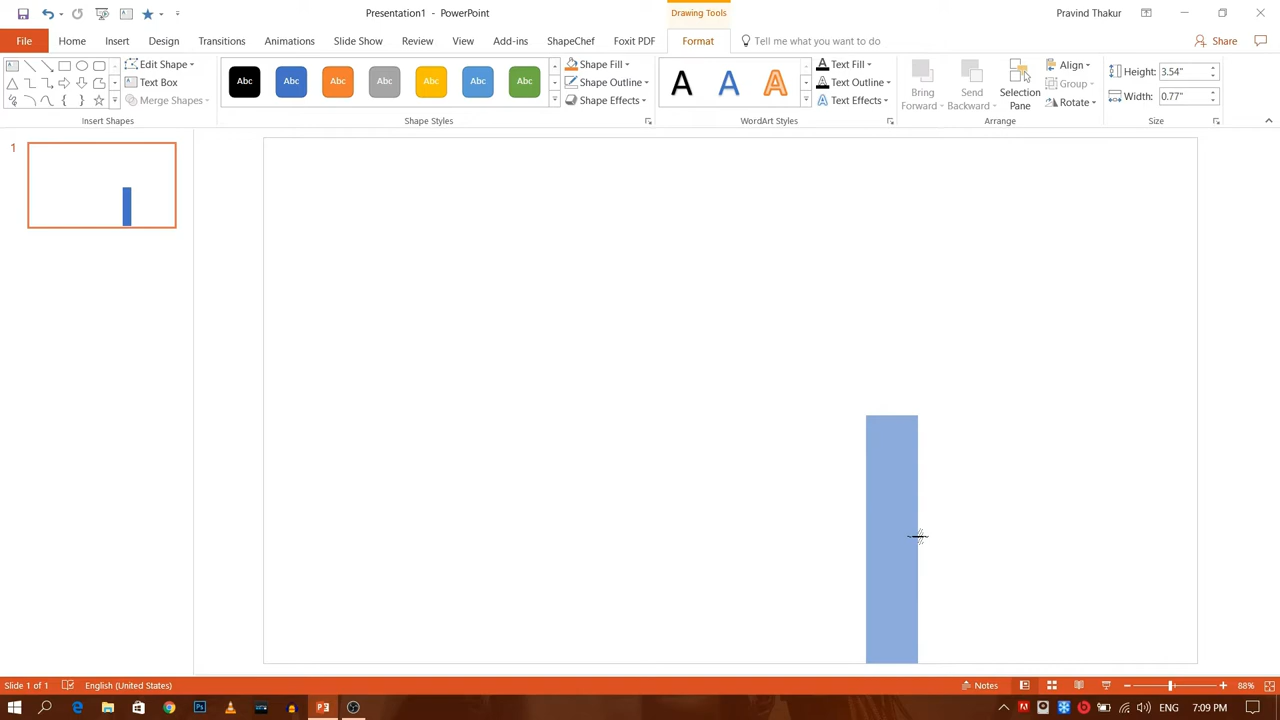 Presentation1 - PowerPoint
Drawing Tools
Pravind Thakur
File Home Insert Design Transitions Animations Slide Show Review View Add-ins ShapeChef Foxit PDF Format Tell me what you want to do Share
Edit Shape
Text Box
Merge Shapes
Insert Shapes
Abc Abc Abc Abc Abc Abc Abc
Shape Fill
Shape Outline
Shape Effects
Shape Styles
A A A
Text Fill
Text Outline
Text Effects
WordArt Styles
Bring Forward
Send Backward
Selection Pane
Align
Group
Rotate
Arrange
Height: 3.54"
Width: 0.77"
Size
1
Slide 1 of 1 English (United States) Notes 88%
ENG 7:09 PM